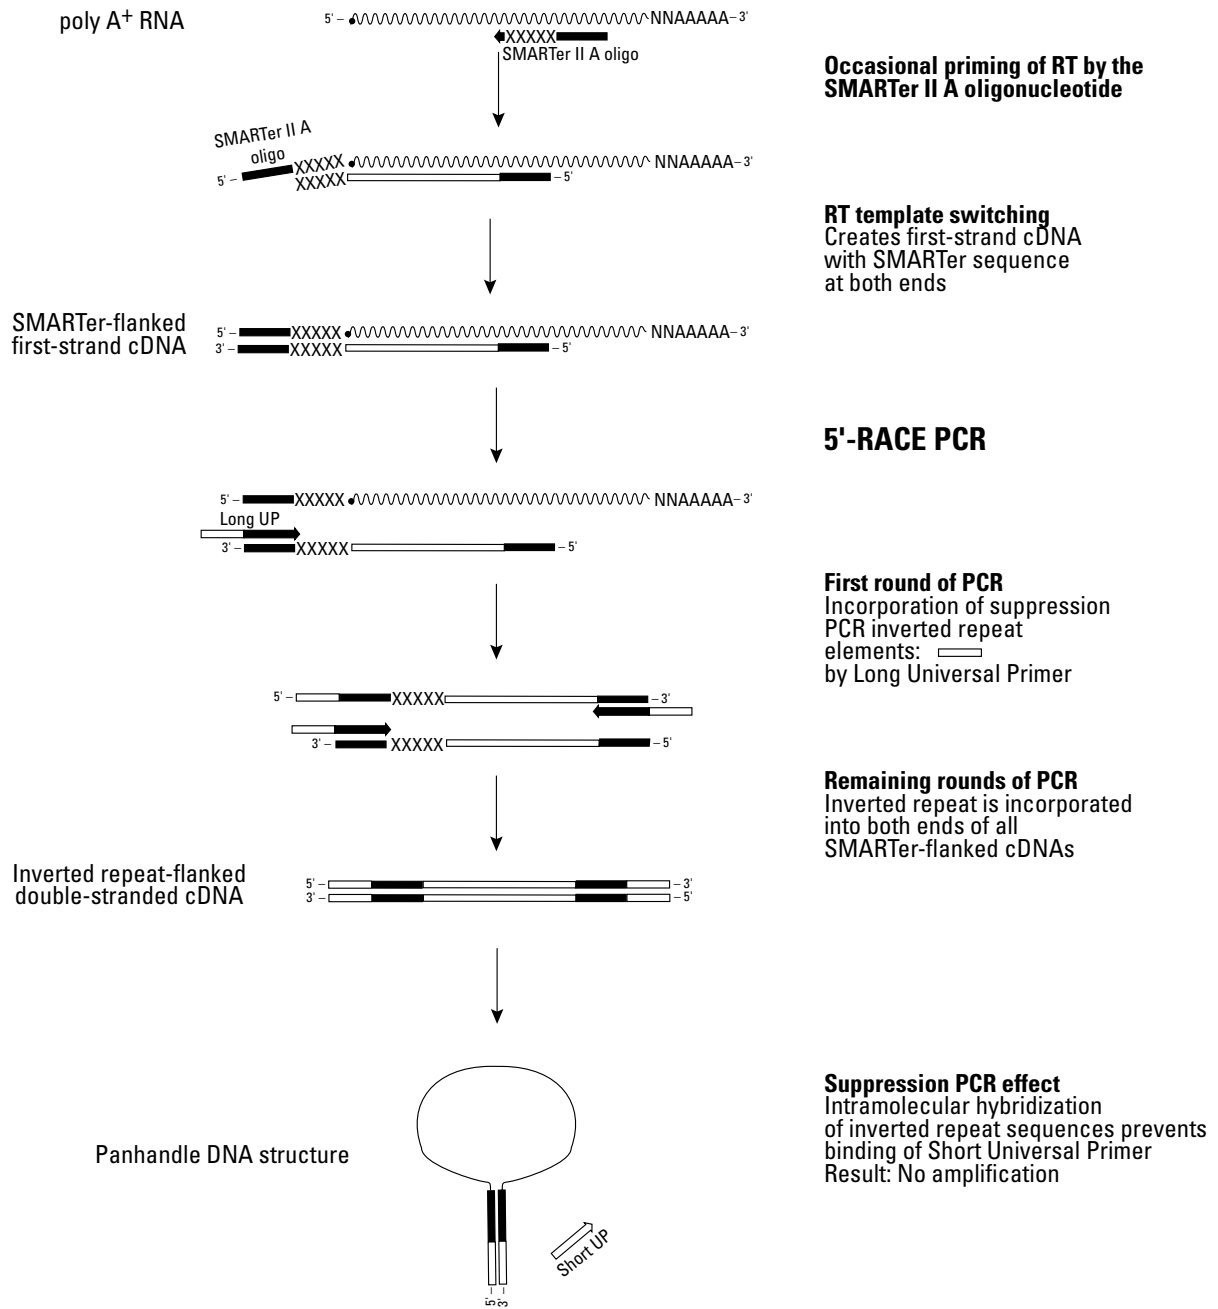 poly A+ RNA
5' –
NNAAAAA– 3'
XXXXX
SMARTer II A oligo
Occasional priming of RT by the
SMARTer II A oligonucleotide
SMARTer II A
oligo
XXXXX
NNAAAAA– 3'
5' –
XXXXX
– 5'
RT template switching
Creates first-strand cDNA
with SMARTer sequence
at both ends
SMARTer-flanked
first-strand cDNA
5' –
XXXXX
NNAAAAA– 3'
3' –
XXXXX
– 5'
5'-RACE PCR
5' –
XXXXX
NNAAAAA– 3'
Long UP
3' –
XXXXX
– 5'
First round of PCR
Incorporation of suppression
PCR inverted repeat
elements:
by Long Universal Primer
5' –
XXXXX
– 3'
3' –
XXXXX
– 5'
Remaining rounds of PCR
Inverted repeat is incorporated
into both ends of all
SMARTer-flanked cDNAs
Inverted repeat-flanked
double-stranded cDNA
5' –
– 3'
3' –
– 5'
Panhandle DNA structure
Suppression PCR effect
Intramolecular hybridization
of inverted repeat sequences prevents
binding of Short Universal Primer
Result: No amplification
Short UP
5' –
3' –